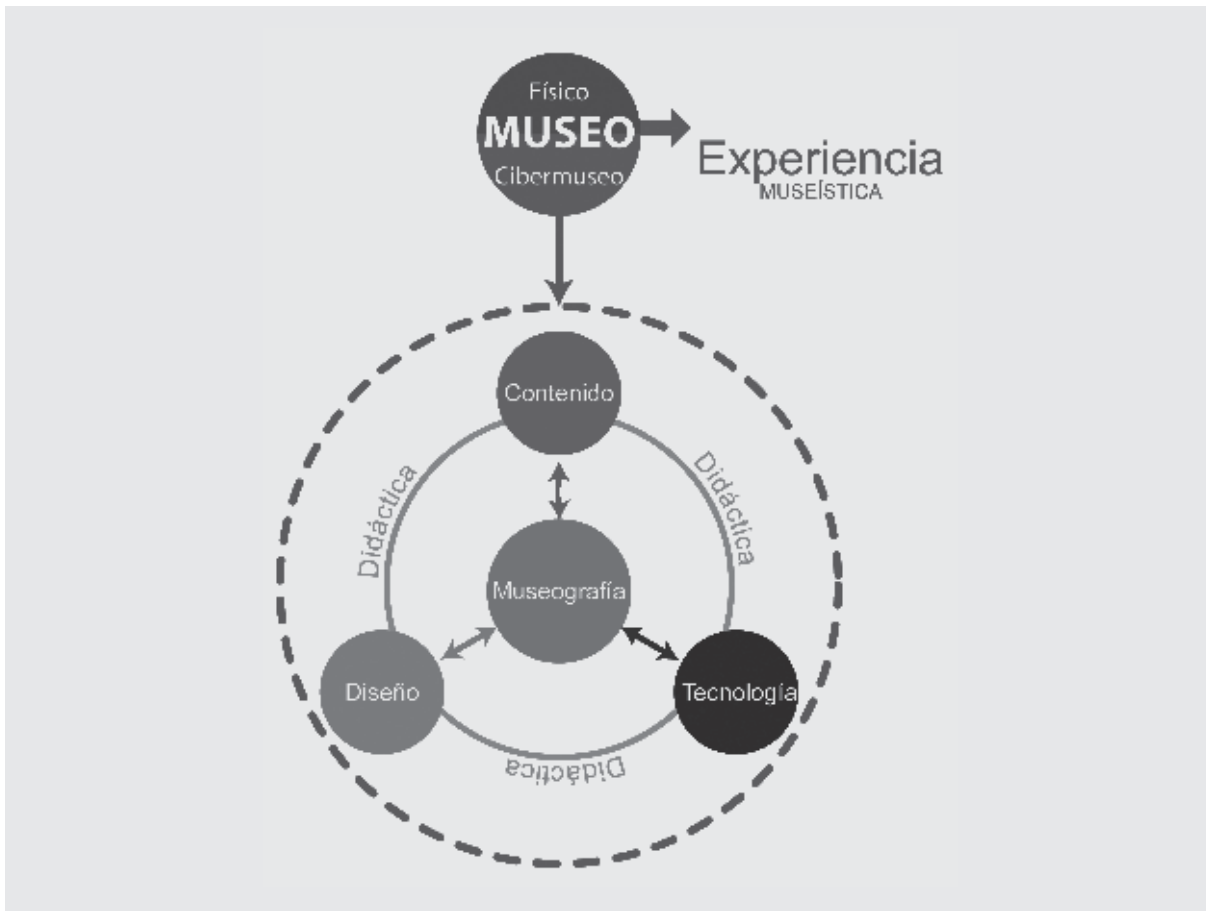 Físico
MUSEO
Cibermuseo
Experiencia
MUSEÍSTICA
Contenido
Didáctica
Didáctica
Museografía
Diseño
Tecnología
Didáctica